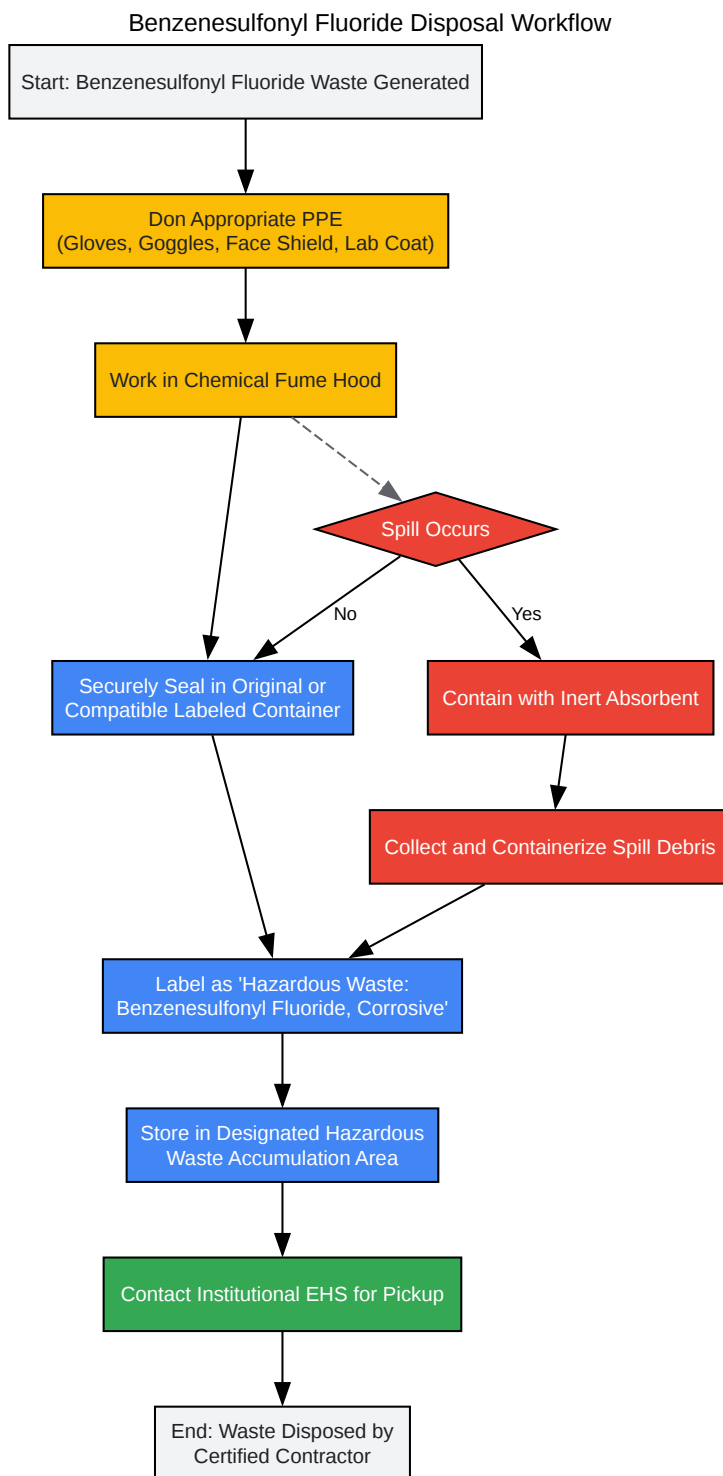 Benzenesulfonyl Fluoride Disposal Workflow
Start: Benzenesulfonyl Fluoride Waste Generated
Don Appropriate PPE
(Gloves, Goggles, Face Shield, Lab Coat)
Work in Chemical Fume Hood
Spill Occurs
No
Yes
Securely Seal in Original or
Compatible Labeled Container
Contain with Inert Absorbent
Collect and Containerize Spill Debris
Label as 'Hazardous Waste:
Benzenesulfonyl Fluoride, Corrosive'
Store in Designated Hazardous
Waste Accumulation Area
Contact Institutional EHS for Pickup
End: Waste Disposed by
Certified Contractor